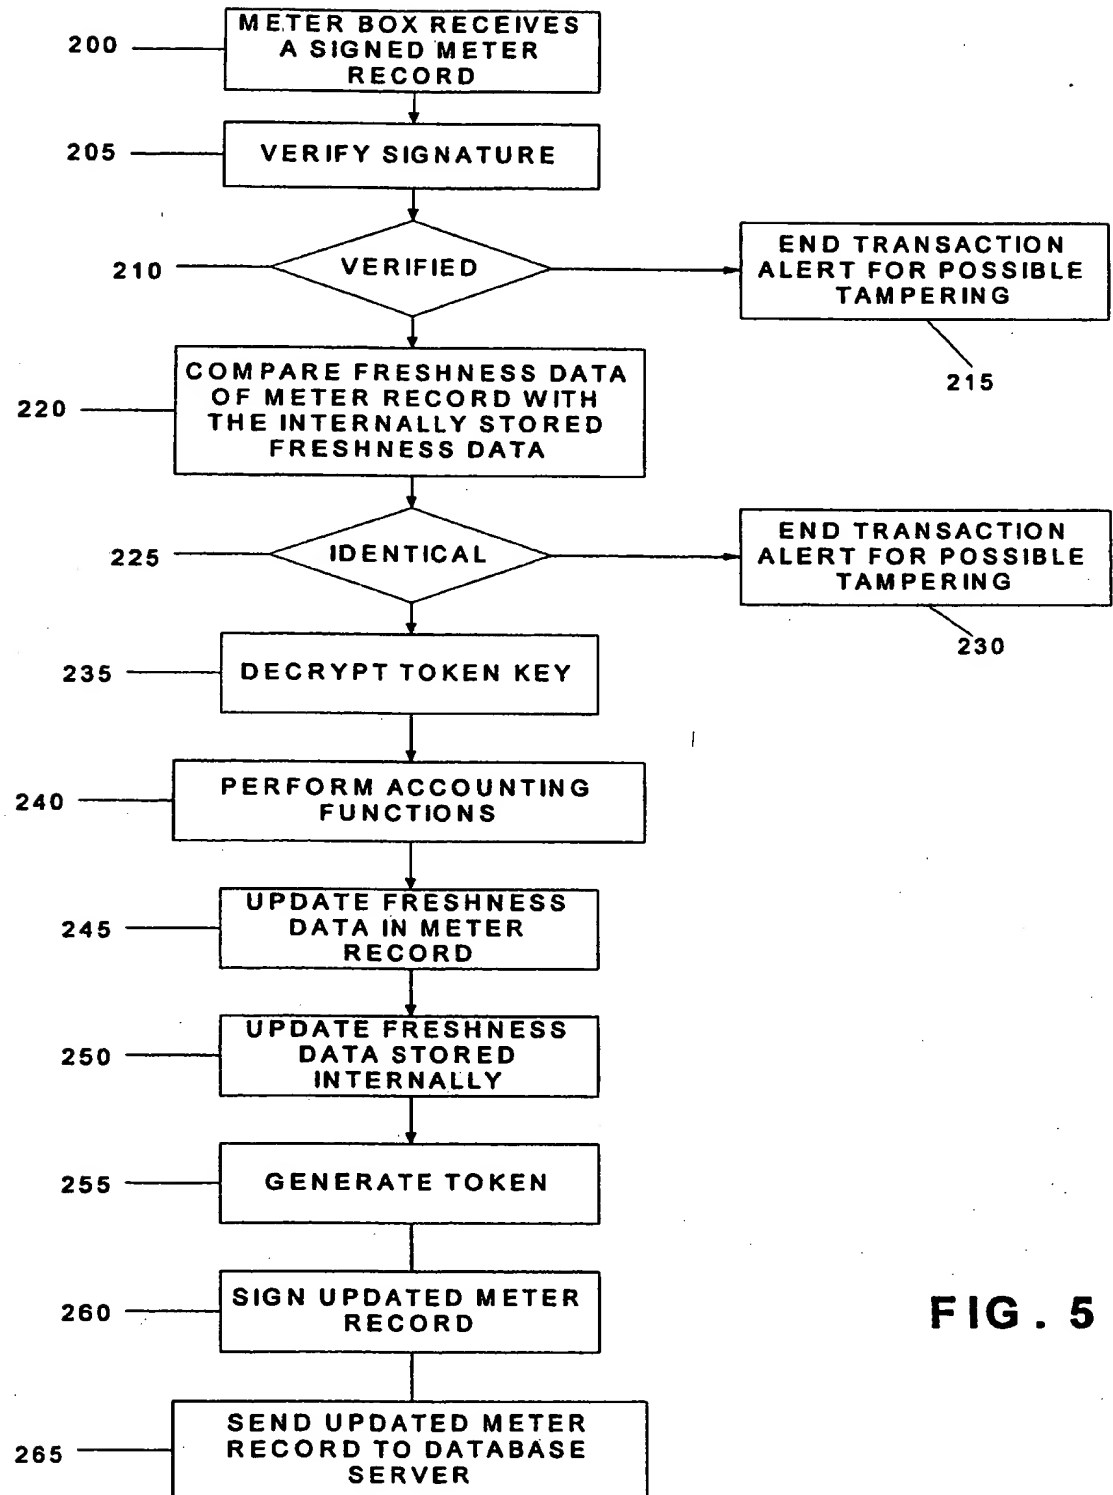 200
METER BOX RECEIVES
A SIGNED METER
RECORD
205
VERIFY SIGNATURE
210
VERIFIED
END TRANSACTION
ALERT FOR POSSIBLE
TAMPERING
215
220
COMPARE FRESHNESS DATA
OF METER RECORD WITH
THE INTERNALLY STORED
FRESHNESS DATA
225
IDENTICAL
END TRANSACTION
ALERT FOR POSSIBLE
TAMPERING
230
235
DECRYPT TOKEN KEY
240
PERFORM ACCOUNTING
FUNCTIONS
245
UPDATE FRESHNESS
DATA IN METER
RECORD
250
UPDATE FRESHNESS
DATA STORED
INTERNALLY
255
GENERATE TOKEN
260
SIGN UPDATED METER
RECORD
FIG. 5
265
SEND UPDATED METER
RECORD TO DATABASE
SERVER